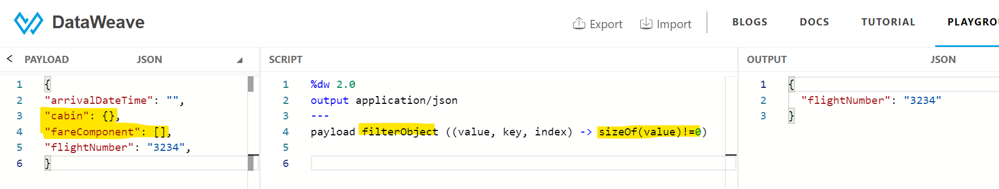 DataWeave
Export
Import
BLOGS
DOCS
TUTORIAL
PLAYGROU
< PAYLOAD JSON
1 {
2 "arrivalDateTime": "",
3 "cabin": {},
4 "fareComponent": [],
5 "flightNumber": "3234",
6 }
SCRIPT
1 %dw 2.0
2 output application/json
3 ---
4 payload filterObject ((value, key, index) -> sizeOf(value)!=0)
5
6
OUTPUT JSON
1 {
2 "flightNumber": "3234"
3 }